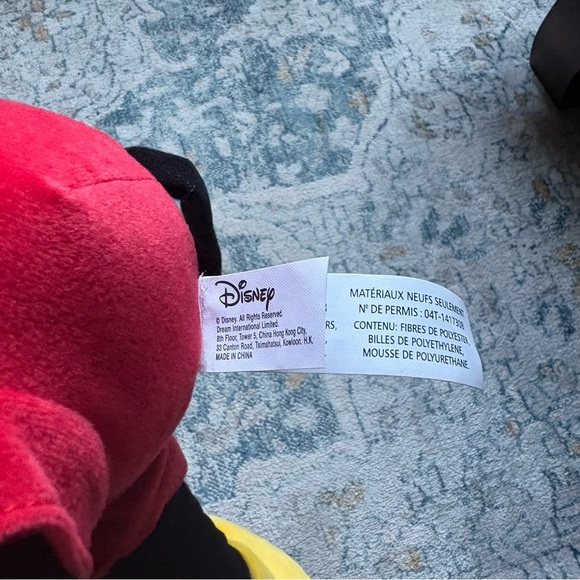 Disney
© Disney. All Rights Reserved.
Dream International Limited.
8th Floor, Tower 5, China Hong Kong City,
33 Canton Road, Tsimshatsui, Kowloon. H.K.
MADE IN CHINA
MATÉRIAUX NEUFS SEULEMENT
Nº DE PERMIS : 04T-1417308
CONTENU: FIBRES DE POLYESTER,
BILLES DE POLYETHYLENE,
MOUSSE DE POLYURETHANE.